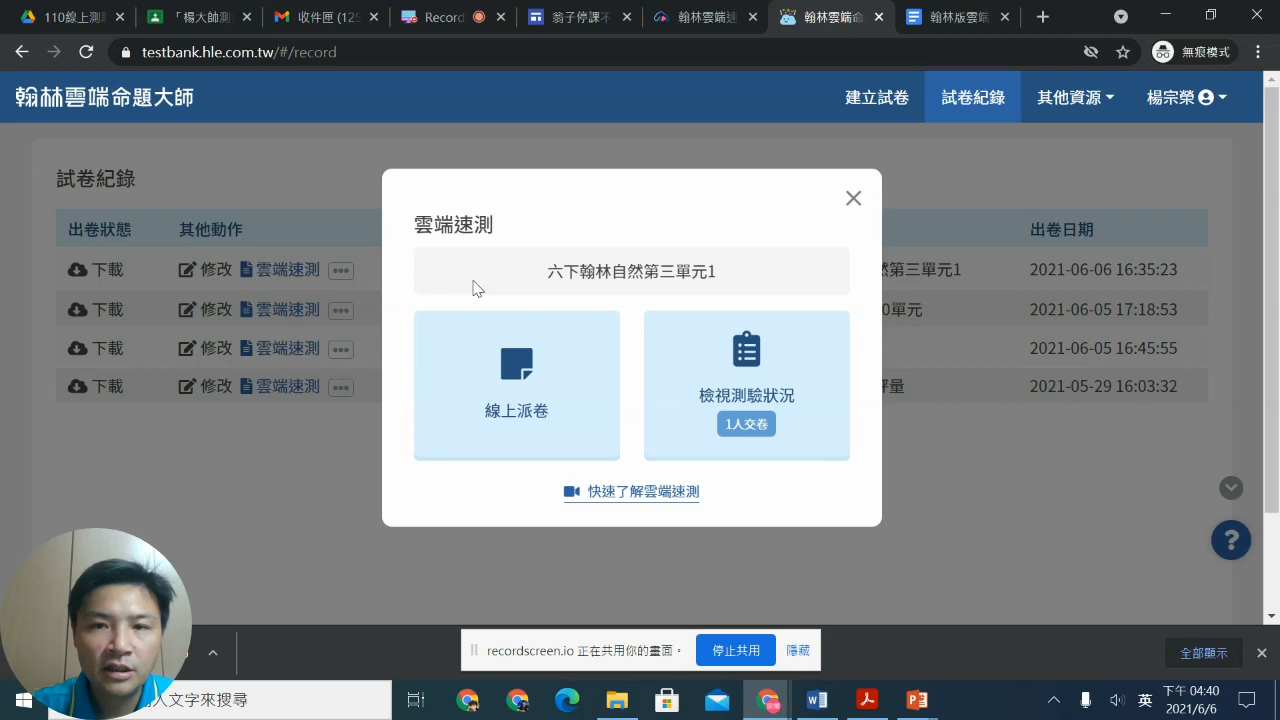 110線上測
「楊大師測
收件匣 (125
Record
翁子停課不
翰林雲端速
翰林雲端命
翰林版雲端
testbank.hle.com.tw/#/record
無痕模式
翰林雲端命題大師
建立試卷
試卷紀錄
其他資源
楊宗榮
試卷紀錄
出卷狀態 其他動作 出卷日期
下載 修改 雲端速測 然第三單元1 2021-06-06 16:35:23
下載 修改 雲端速測 0單元 2021-06-05 17:18:53
下載 修改 雲端速測 2021-06-05 16:45:55
下載 修改 雲端速測 評量 2021-05-29 16:03:32
雲端速測
六下翰林自然第三單元1
線上派卷
檢視測驗狀況
1人交卷
快速了解雲端速測
?
recordscreen.io 正在共用你的畫面。
停止共用
隱藏
全部顯示
入文字來搜尋
英
下午 04:40
2021/6/6